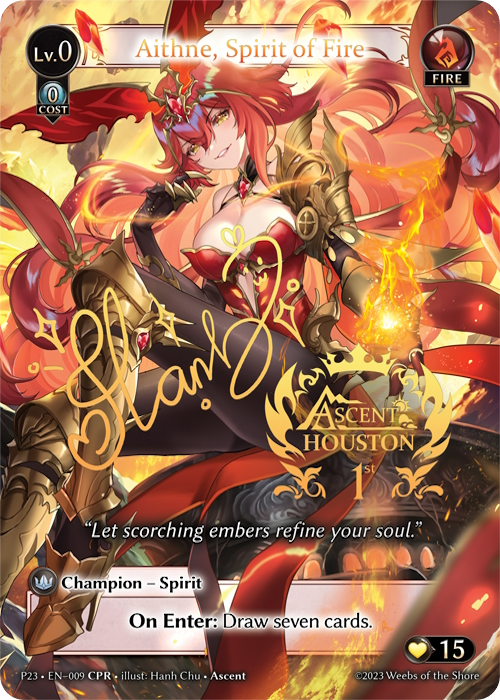 Lv.0
Aithne, Spirit of Fire
FIRE
0
COST
ASCENT
HOUSTON
1st
“Let scorching embers refine your soul.”
Champion – Spirit
On Enter: Draw seven cards.
15
P23 • EN–009 CPR • illust: Hanh Chu • Ascent
©2023 Weebs of the Shore